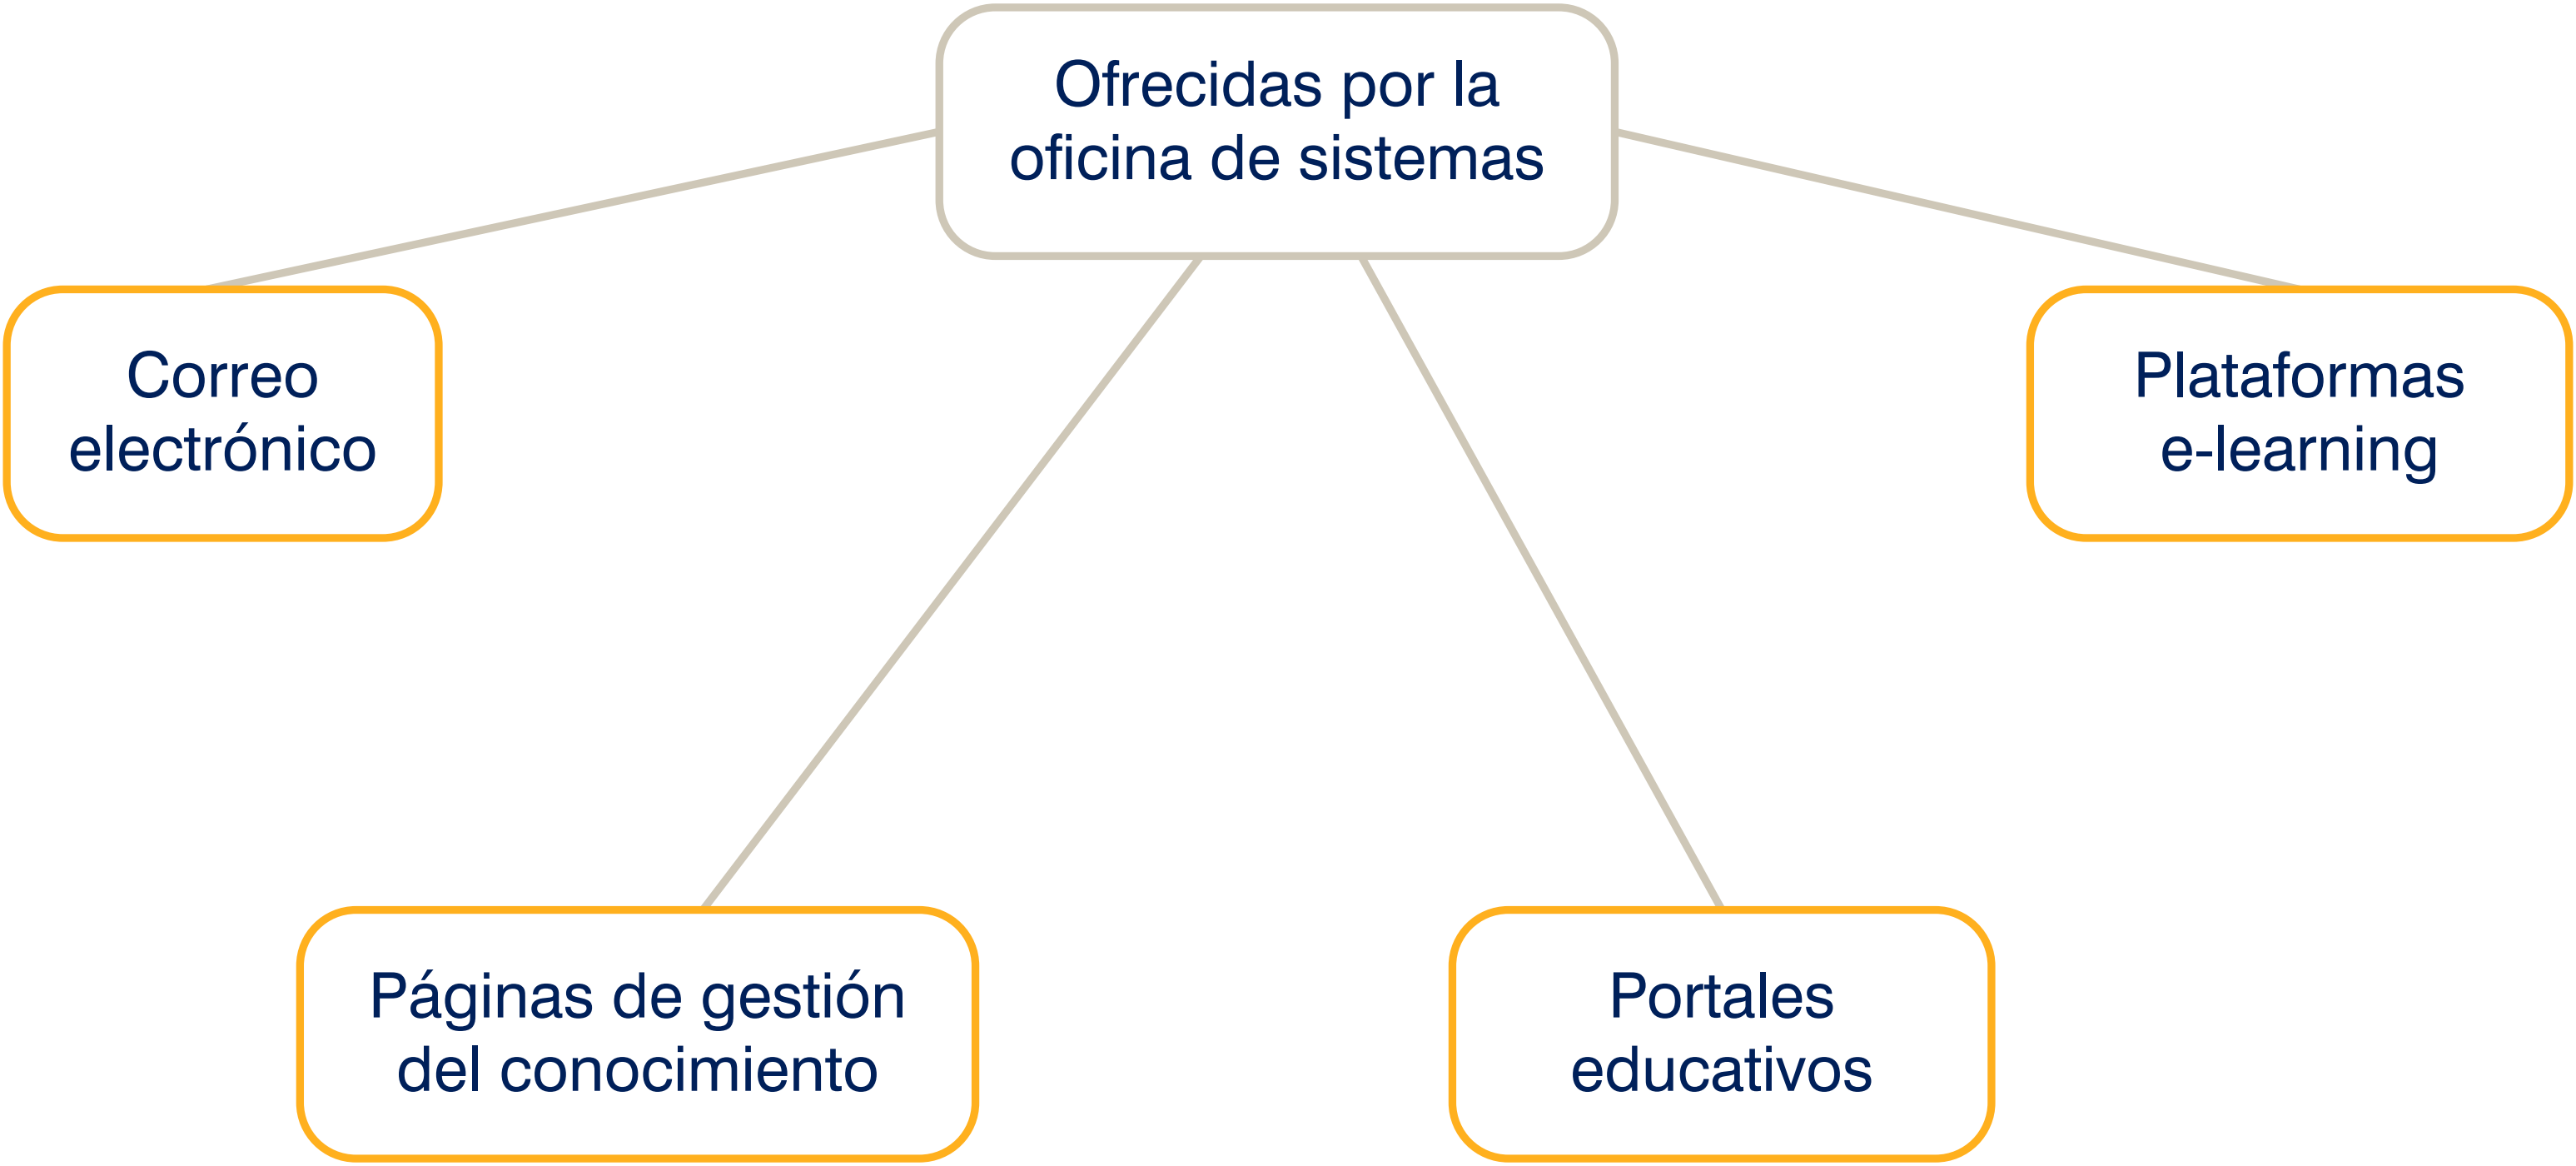 Ofrecidas por la
oficina de sistemas
Correo
electrónico
Plataformas
e-learning
Páginas de gestión
del conocimiento
Portales
educativos